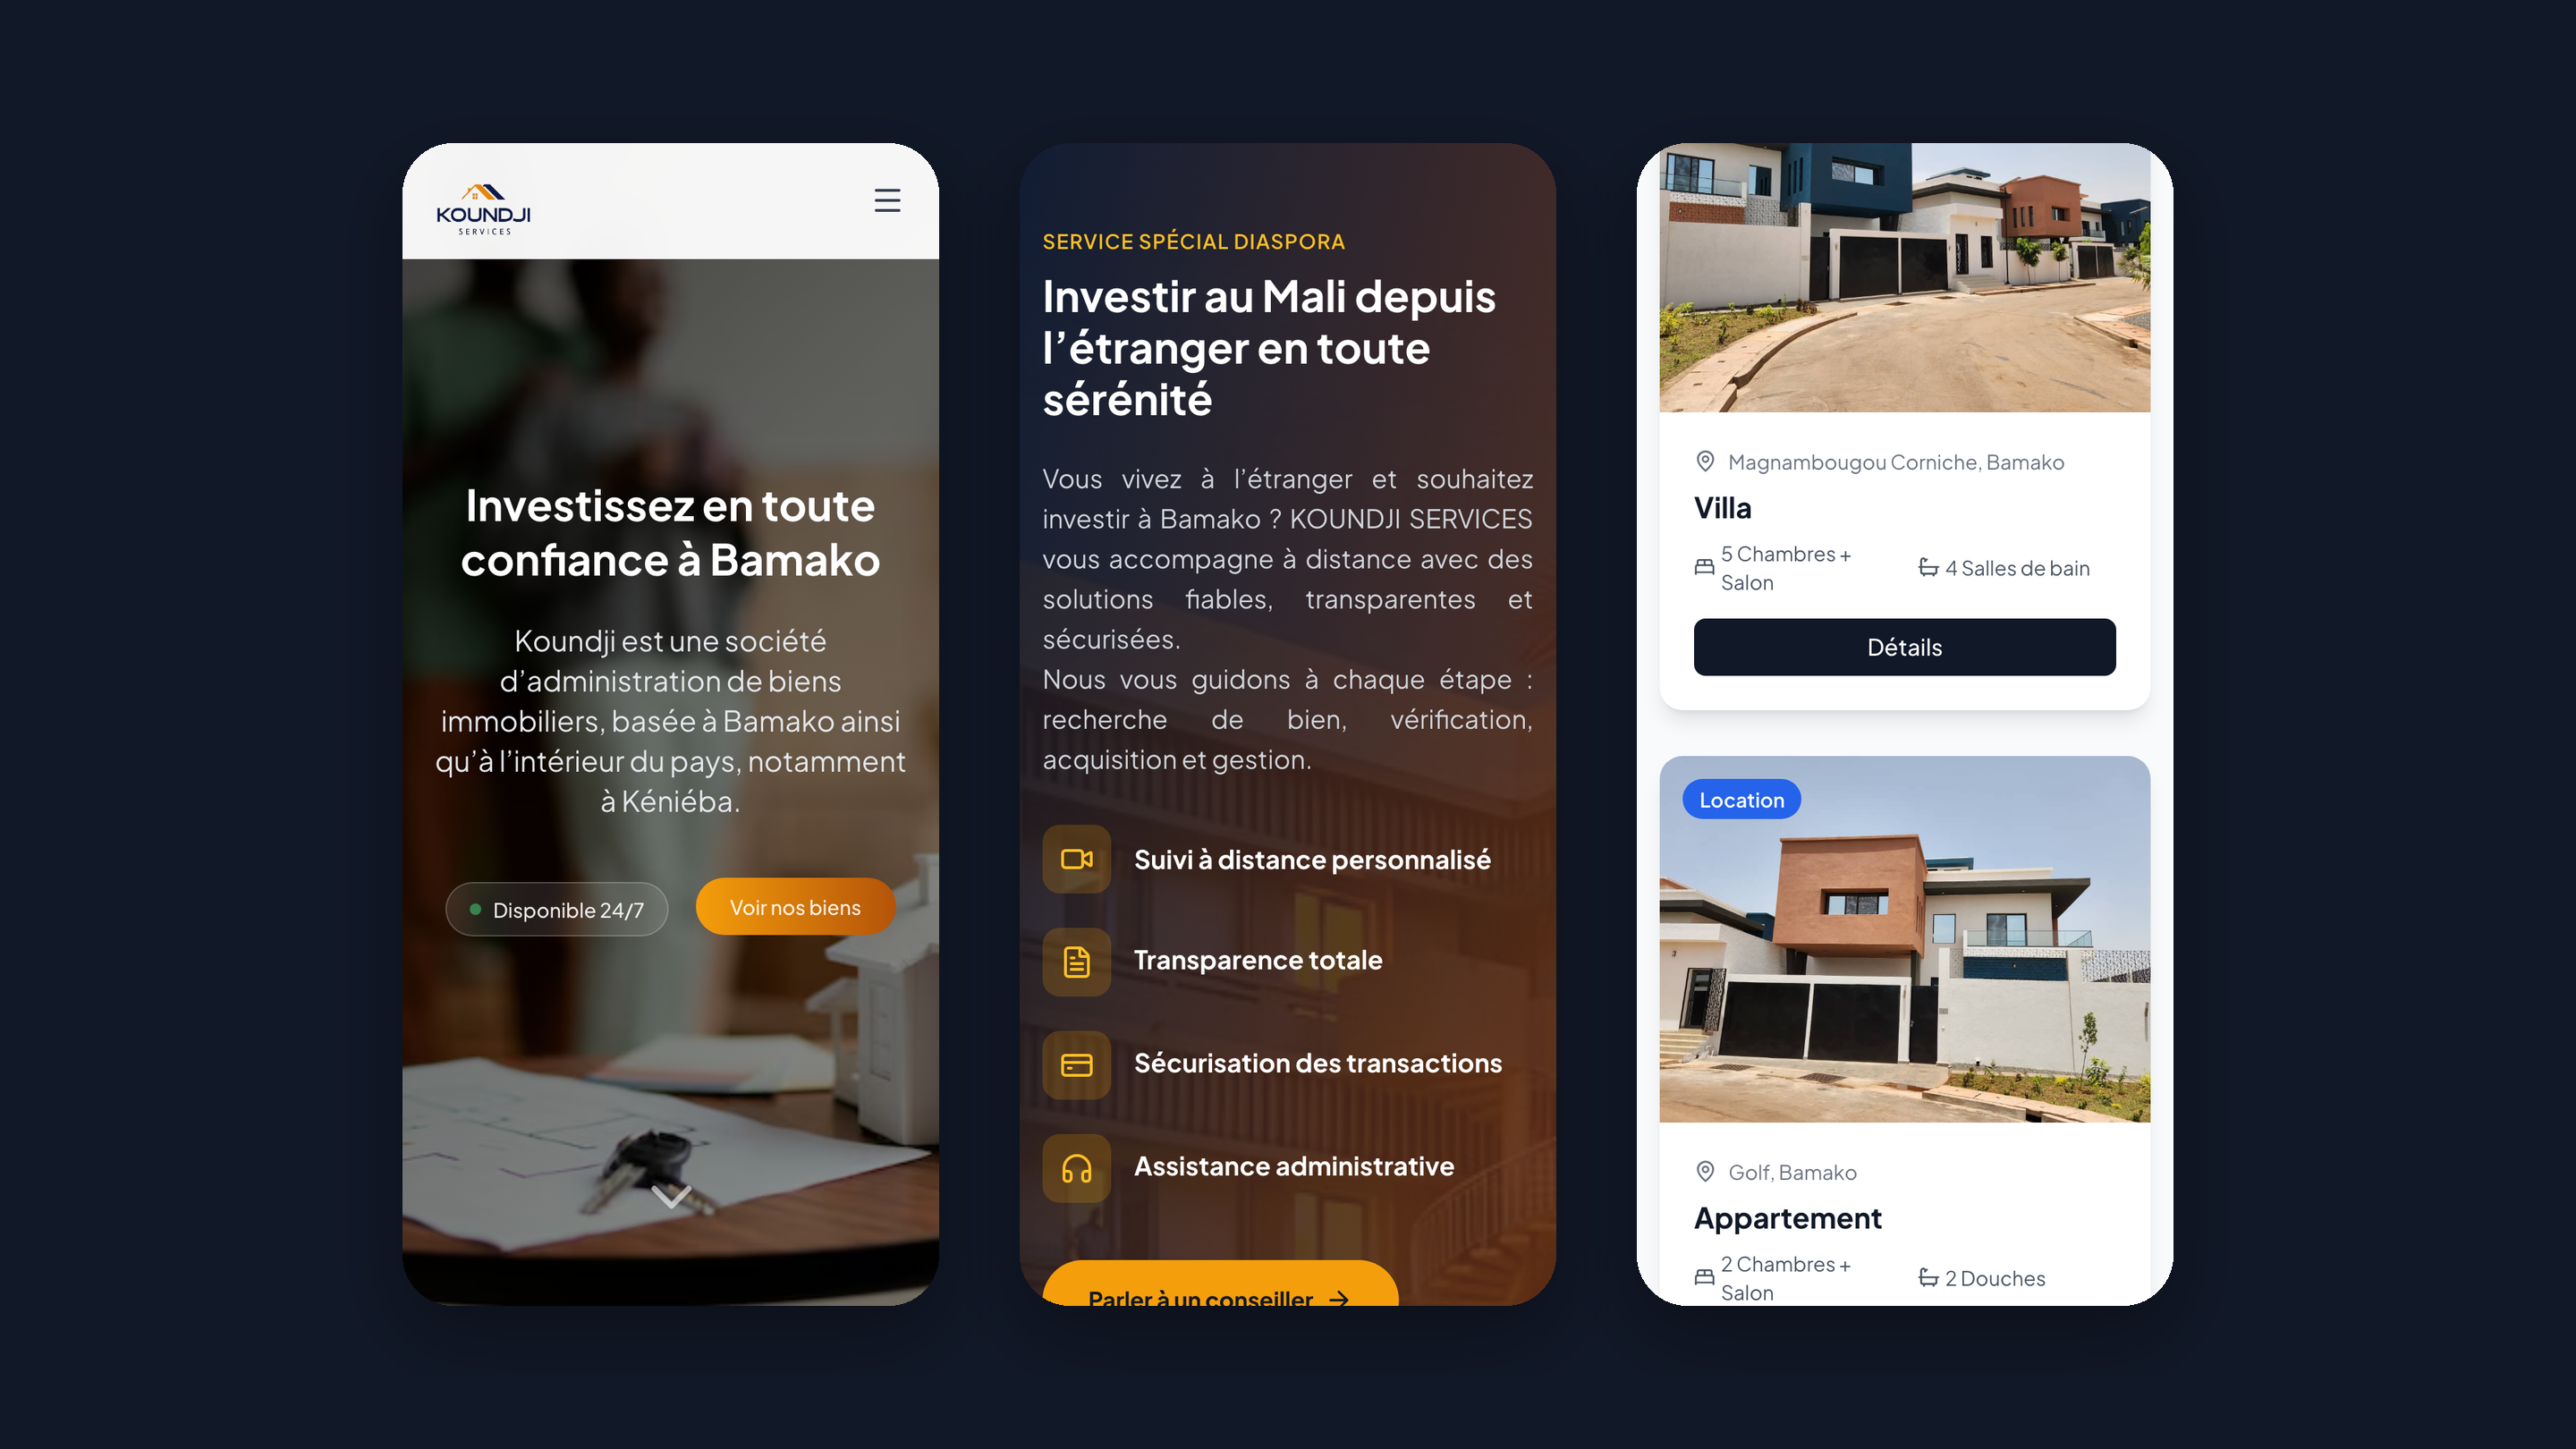 KOUNDJI
SERVICES
Investissez en toute
confiance à Bamako
Koundji est une société
d’administration de biens
immobiliers, basée à Bamako ainsi
qu’à l’intérieur du pays, notamment
à Kéniéba.
Disponible 24/7
Voir nos biens
SERVICE SPÉCIAL DIASPORA
Investir au Mali depuis
l’étranger en toute
sérénité
Vous vivez à l’étranger et souhaitez
investir à Bamako ? KOUNDJI SERVICES
vous accompagne à distance avec des
solutions fiables, transparentes et
sécurisées.
Nous vous guidons à chaque étape :
recherche de bien, vérification,
acquisition et gestion.
Suivi à distance personnalisé
Transparence totale
Sécurisation des transactions
Assistance administrative
Parler à un conseiller
Magnambougou Corniche, Bamako
Villa
5 Chambres +
Salon
4 Salles de bain
Détails
Location
Golf, Bamako
Appartement
2 Chambres +
Salon
2 Douches